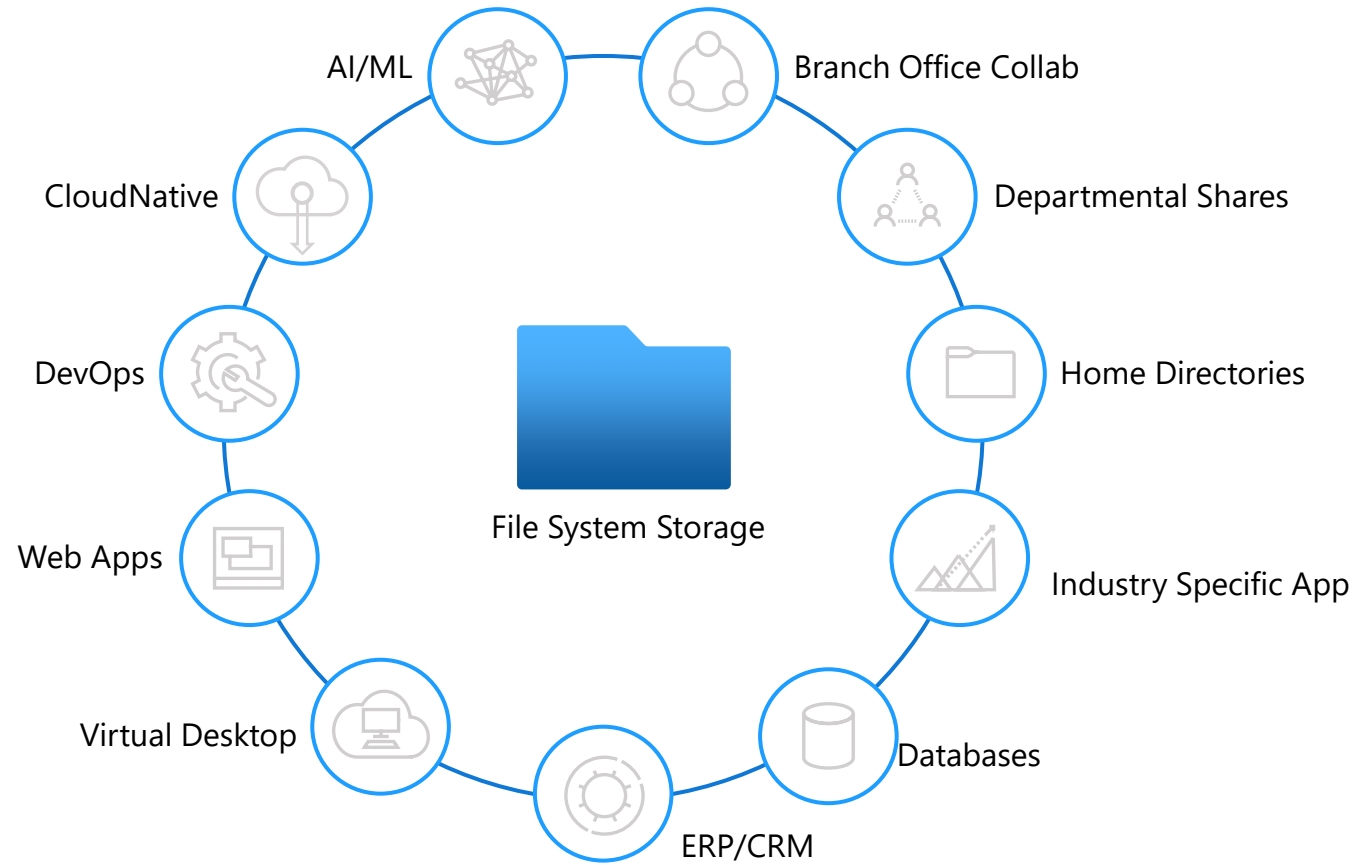 AI/ML
Branch Office Collab
CloudNative
Departmental Shares
DevOps
Home Directories
File System Storage
Web Apps
Industry Specific App
Virtual Desktop
Databases
ERP/CRM